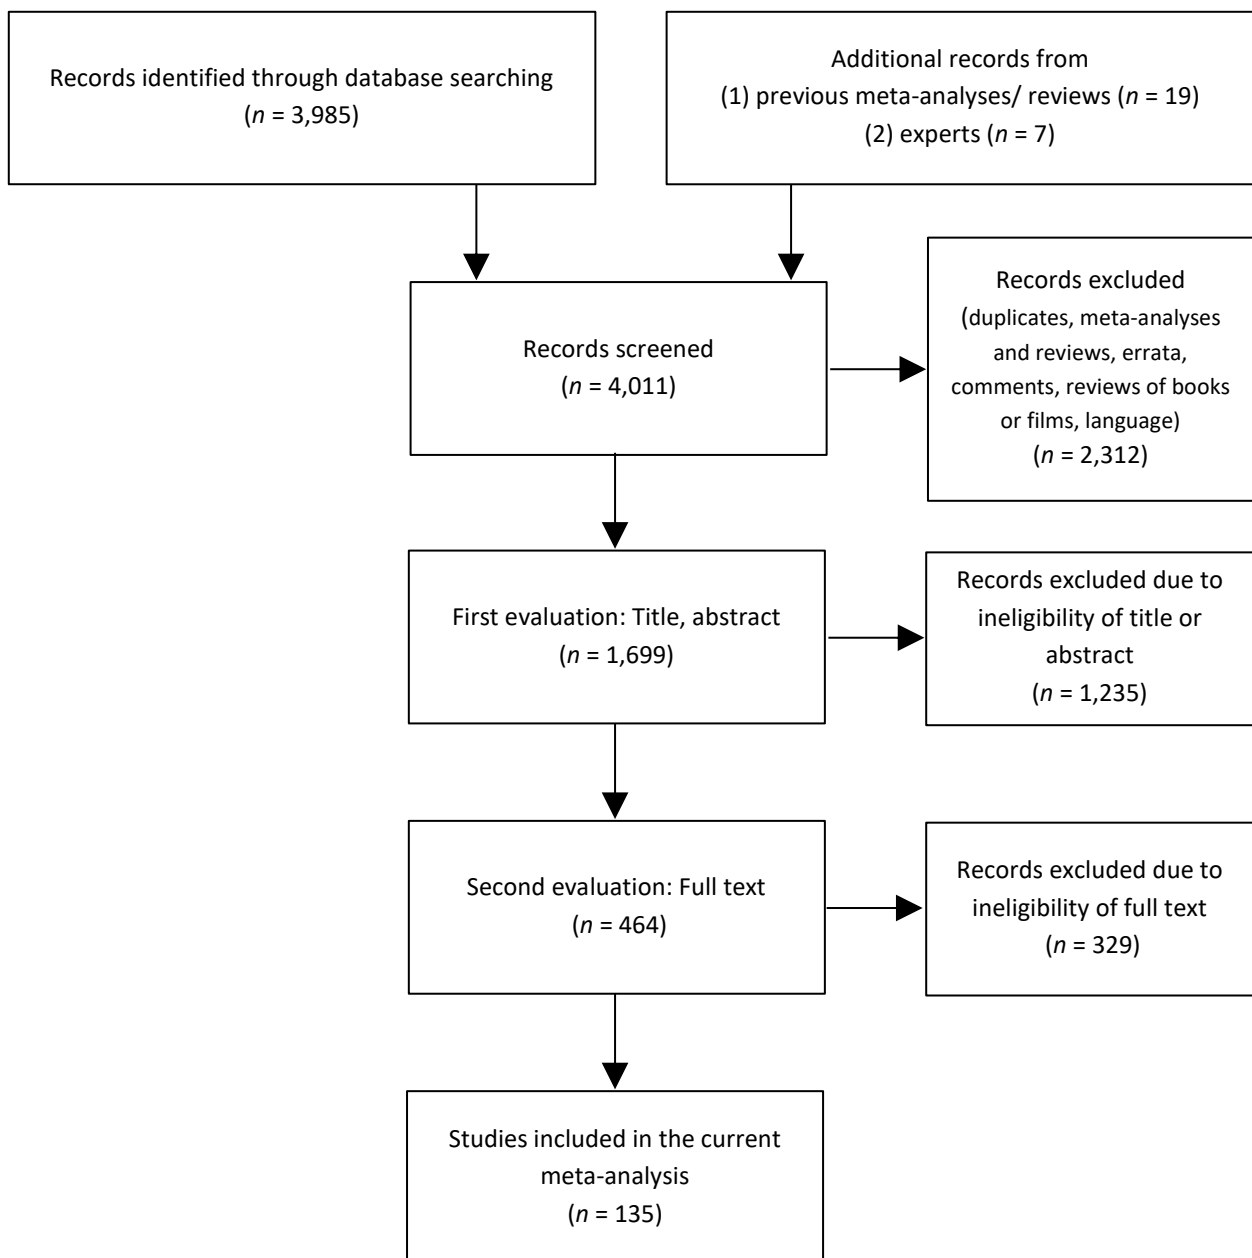 Records identified through database searching
(n = 3,985)
Additional records from
(1) previous meta-analyses/ reviews (n = 19)
(2) experts (n = 7)
Records screened
(n = 4,011)
Records excluded
(duplicates, meta-analyses
and reviews, errata,
comments, reviews of books
or films, language)
(n = 2,312)
First evaluation: Title, abstract
(n = 1,699)
Records excluded due to
ineligibility of title or
abstract
(n = 1,235)
Second evaluation: Full text
(n = 464)
Records excluded due to
ineligibility of full text
(n = 329)
Studies included in the current
meta-analysis
(n = 135)